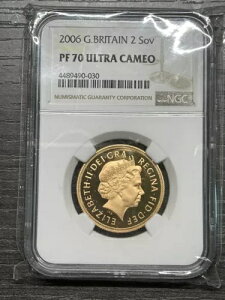 2006 G.BRITAIN 2 Sov
PF 70 ULTRA CAMEO
4489490-030
NUMISMATIC GUARANTY CORPORATION
NGC
ELIZABETH·II·DEI·GRA
REGINA·FID·DEF